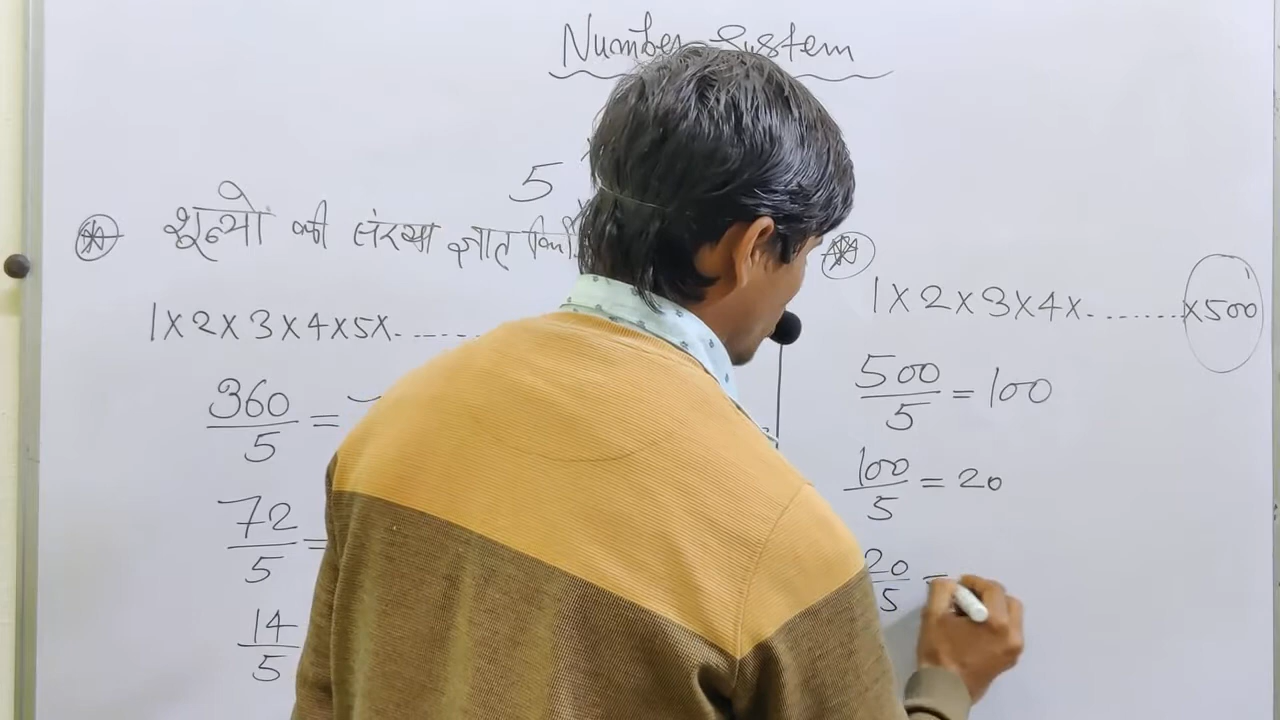 Number System
5
शून्यो की संख्या ज्ञात
1×2×3×4×5×........
360/5 =
72/5 =
14/5
1×2×3×4×.......×500
500/5 = 100
100/5 = 20
20/5 =